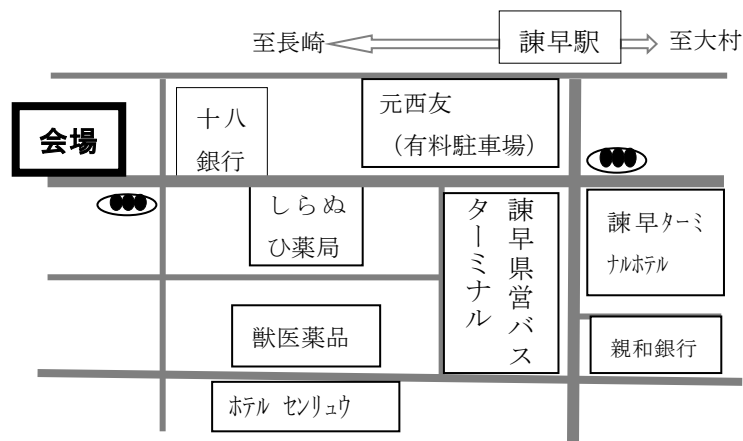 諫早駅
至長崎
至大村
会場
十八
銀行
元西友
（有料駐車場）
しらぬ
ひ薬局
諫早県営バス
ターミナル
諫早ﾀｰﾐ
ﾅﾙﾎﾃﾙ
獣医薬品
親和銀行
ﾎﾃﾙ センリュウ